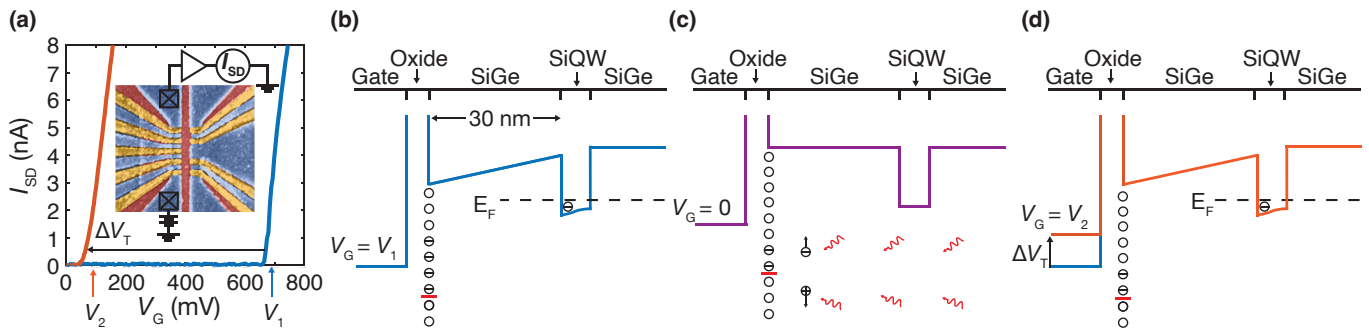 (a)
8
7
6
5
4
3
2
1
0
I_SD (nA)
I_SD
ΔV_T
0 200 400 600 800
V_G (mV)
V_2
V_1
(b)
Oxide SiQW
Gate SiGe SiGe
30 nm
E_F
V_G = V_1
(c)
Oxide
Gate SiGe SiQW SiGe
V_G = 0
(d)
Oxide SiQW
Gate SiGe SiGe
E_F
V_G = V_2
ΔV_T